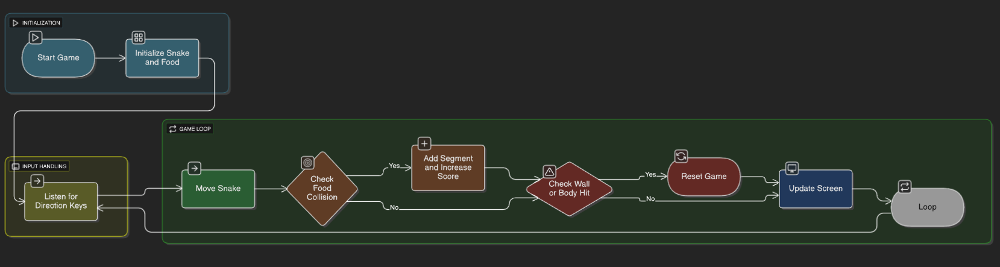 INITIALIZATION
Start Game
Initialize Snake
and Food
GAME LOOP
INPUT HANDLING
Listen for
Direction Keys
Move Snake
Check
Food
Collision
Yes
No
Add Segment
and Increase
Score
Check Wall
or Body Hit
Yes
No
Reset Game
Update Screen
Loop